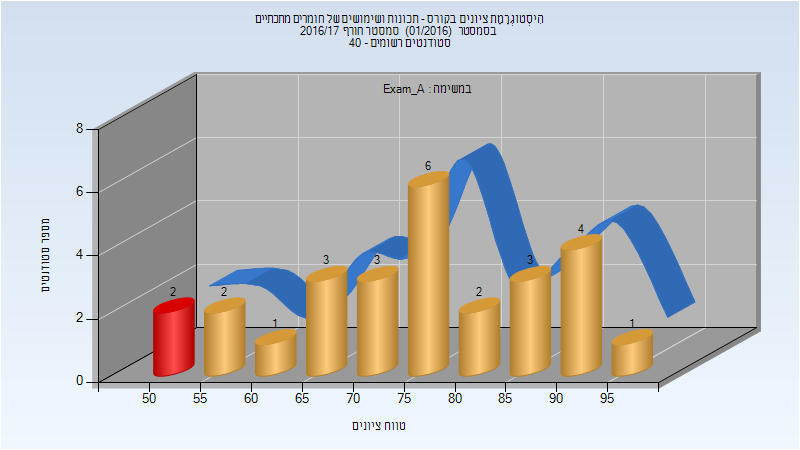 היסטוגרמת ציונים בקורס - תכונות ושימושים של חומרים מתכתיים
בסמסטר (01/2016) סמסטר חורף 2016/17
סטודנטים רשומים - 40
במשימה : Exam_A
מספר סטודנטים
8
6
4
2
0
2
2
1
3
3
6
2
3
4
1
50 55 60 65 70 75 80 85 90 95
טווח ציונים